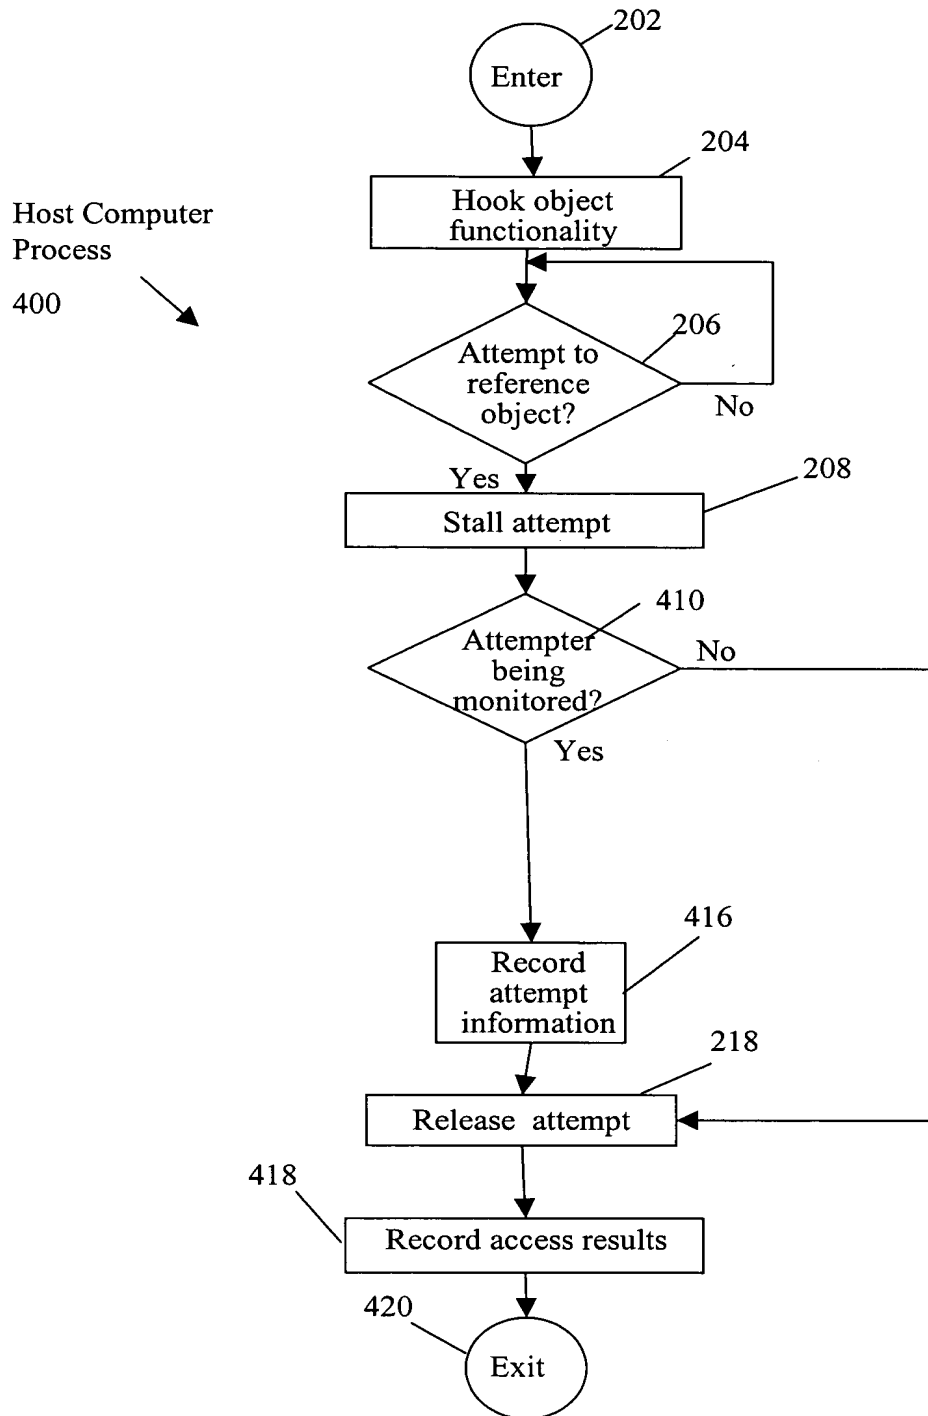 202
Enter
204
Hook object
functionality
Host Computer
Process
400
206
Attempt to
reference
object?
No
Yes
208
Stall attempt
410
Attempter
being
monitored?
No
Yes
416
Record
attempt
information
218
Release attempt
418
Record access results
420
Exit